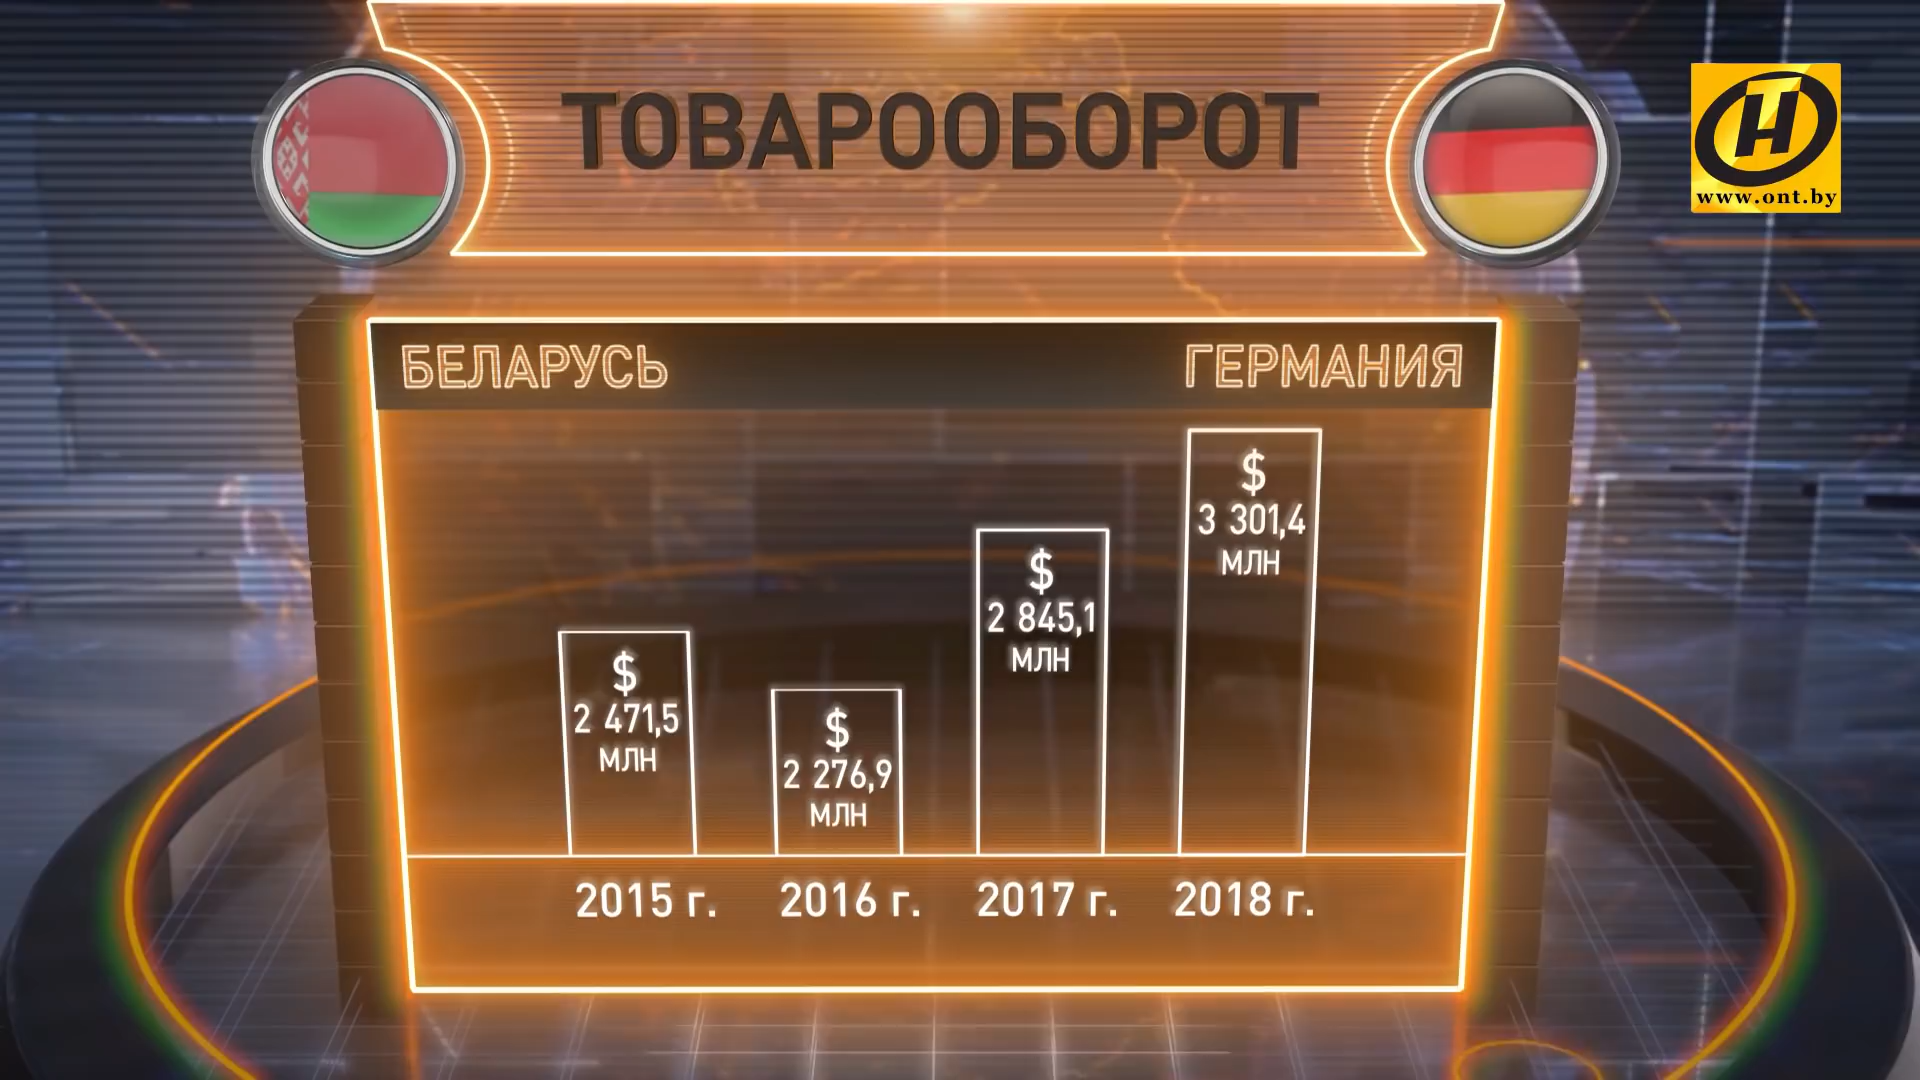 ТОВАРООБОРОТ
ОНТ
www.ont.by
БЕЛАРУСЬ
ГЕРМАНИЯ
$
2 471,5
МЛН
$
2 276,9
МЛН
$
2 845,1
МЛН
$
3 301,4
МЛН
2015 г.
2016 г.
2017 г.
2018 г.